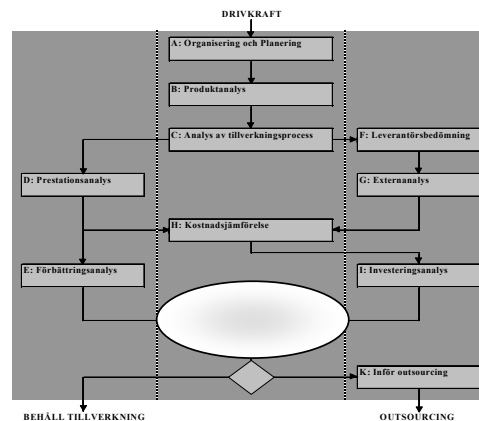 DRIVKRAFT
A: Organisering och Planering
B: Produktanalys
C: Analys av tillverkningsprocess
F: Leverantörsbedömning
D: Prestationsanalys
G: Externanalys
H: Kostnadsjämförelse
E: Förbättringsanalys
I: Investeringsanalys
K: Inför outsourcing
BEHÅLL TILLVERKNING
OUTSOURCING